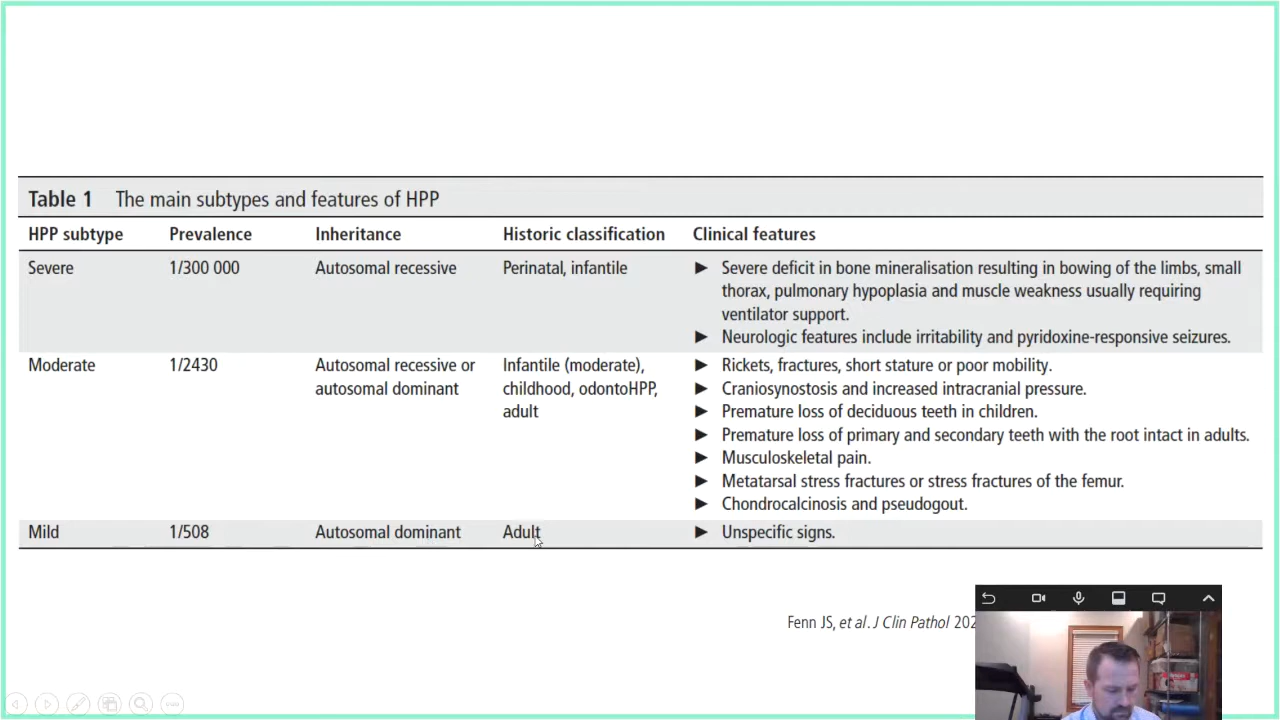 Table 1 The main subtypes and features of HPP
HPP subtype Prevalence Inheritance Historic classification Clinical features
Severe 1/300 000 Autosomal recessive Perinatal, infantile ► Severe deficit in bone mineralisation resulting in bowing of the limbs, small
thorax, pulmonary hypoplasia and muscle weakness usually requiring
ventilator support.
► Neurologic features include irritability and pyridoxine-responsive seizures.
Moderate 1/2430 Autosomal recessive or Infantile (moderate), ► Rickets, fractures, short stature or poor mobility.
autosomal dominant childhood, odontoHPP, ► Craniosynostosis and increased intracranial pressure.
adult ► Premature loss of deciduous teeth in children.
► Premature loss of primary and secondary teeth with the root intact in adults.
► Musculoskeletal pain.
► Metatarsal stress fractures or stress fractures of the femur.
► Chondrocalcinosis and pseudogout.
Mild 1/508 Autosomal dominant Adult ► Unspecific signs.
Fenn JS, et al. J Clin Pathol 202